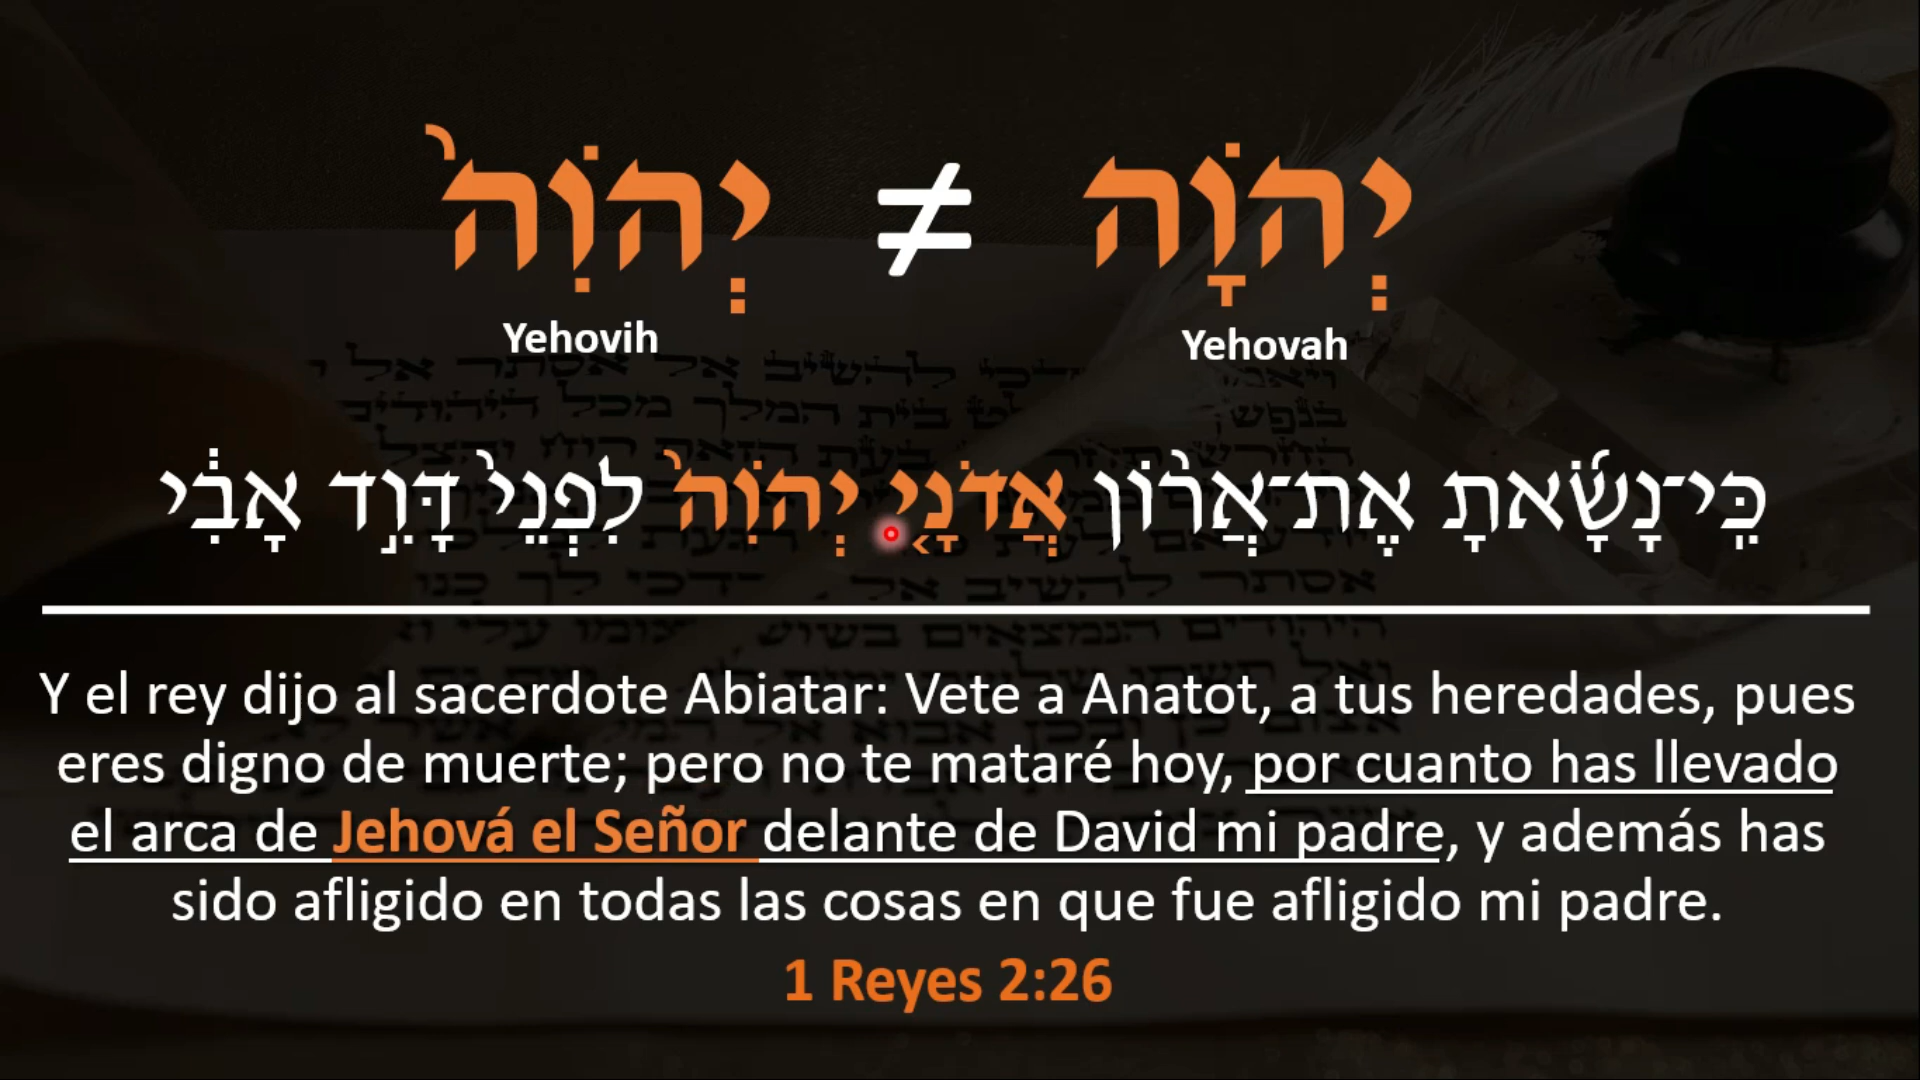 יְהֹוִה֙ ≠ יְהֹוָה
Yehovih Yehovah
כִּֽי־נָשָׂ֜אתָ אֶת־אֲר֨וֹן אֲדֹנָ֤י יְהֹוִה֙ לִפְנֵי֙ דָּוִ֣ד אָבִ֔י
Y el rey dijo al sacerdote Abiatar: Vete a Anatot, a tus heredades, pues
eres digno de muerte; pero no te mataré hoy, por cuanto has llevado
el arca de Jehová el Señor delante de David mi padre, y además has
sido afligido en todas las cosas en que fue afligido mi padre.
1 Reyes 2:26